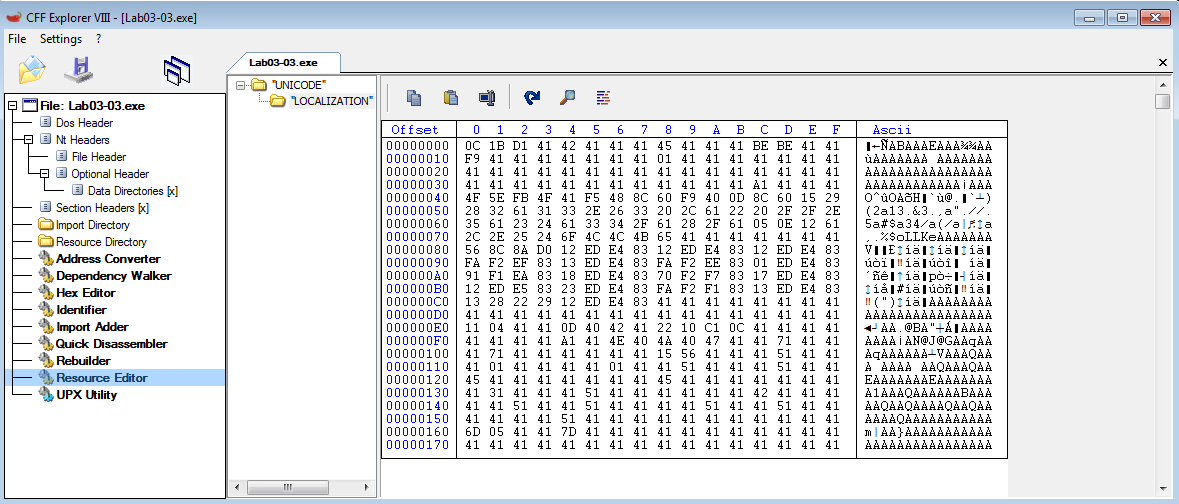 CFF Explorer VIII - [Lab03-03.exe]
File Settings ?
Lab03-03.exe
File: Lab03-03.exe
Dos Header
Nt Headers
File Header
Optional Header
Data Directories [x]
Section Headers [x]
Import Directory
Resource Directory
Address Converter
Dependency Walker
Hex Editor
Identifier
Import Adder
Quick Disassembler
Rebuilder
Resource Editor
UPX Utility
"UNICODE"
"LOCALIZATION"
Offset 0 1 2 3 4 5 6 7 8 9 A B C D E F Ascii
00000000 0C 1B D1 41 42 41 41 41 45 41 41 41 BE BE 41 41
00000010 F9 41 41 41 41 41 41 41 01 41 41 41 41 41 41 41
00000020 41 41 41 41 41 41 41 41 41 41 41 41 41 41 41 41 AAAAAAAAAAAAAAAA
00000030 41 41 41 41 41 41 41 41 41 41 41 41 A1 41 41 41 AAAAAAAAAAAA¡AAA
00000040 4F 5E FB 4F 41 F5 48 8C 60 F9 40 0D 8C 60 15 29
00000050 28 32 61 31 33 2E 26 33 20 2C 61 22 20 2F 2F 2E (2a13.&3.,a".//.
00000060 35 61 23 24 61 33 34 2F 61 28 2F 61 05 0E 12 61
00000070 2C 2E 25 24 6F 4C 4C 4B 65 41 41 41 41 41 41 41 ,.%$oLLKeAAAAAAA
00000080 56 8C 8A D0 12 ED E4 83 12 ED E4 83 12 ED E4 83
00000090 FA F2 EF 83 13 ED E4 83 FA F2 EE 83 01 ED E4 83
000000A0 91 F1 EA 83 18 ED E4 83 70 F2 F7 83 17 ED E4 83
000000B0 12 ED E5 83 23 ED E4 83 FA F2 F1 83 13 ED E4 83
000000C0 13 28 22 29 12 ED E4 83 41 41 41 41 41 41 41 41
000000D0 41 41 41 41 41 41 41 41 41 41 41 41 41 41 41 41 AAAAAAAAAAAAAAAA
000000E0 11 04 41 41 0D 40 42 41 22 10 C1 0C 41 41 41 41
000000F0 41 41 41 41 A1 41 4E 40 4A 40 47 41 41 71 41 41 AAAA¡AN@J@GAAqAA
00000100 41 71 41 41 41 41 41 41 15 56 41 41 41 51 41 41
00000110 41 01 41 41 41 41 01 41 41 51 41 41 41 51 41 41
00000120 45 41 41 41 41 41 41 41 45 41 41 41 41 41 41 41 EAAAAAAAEAAAAAAA
00000130 41 31 41 41 41 51 41 41 41 41 41 41 42 41 41 41 A1AAAQAAAAAABAAA
00000140 41 41 51 41 41 51 41 41 41 41 51 41 41 51 41 41 AAQAAQAAAAQAAQAA
00000150 41 41 41 41 51 41 41 41 41 41 41 41 41 41 41 41 AAAAQAAAAAAAAAAA
00000160 6D 05 41 41 7D 41 41 41 41 41 41 41 41 41 41 41
00000170 41 41 41 41 41 41 41 41 41 41 41 41 41 41 41 41 AAAAAAAAAAAAAAAA